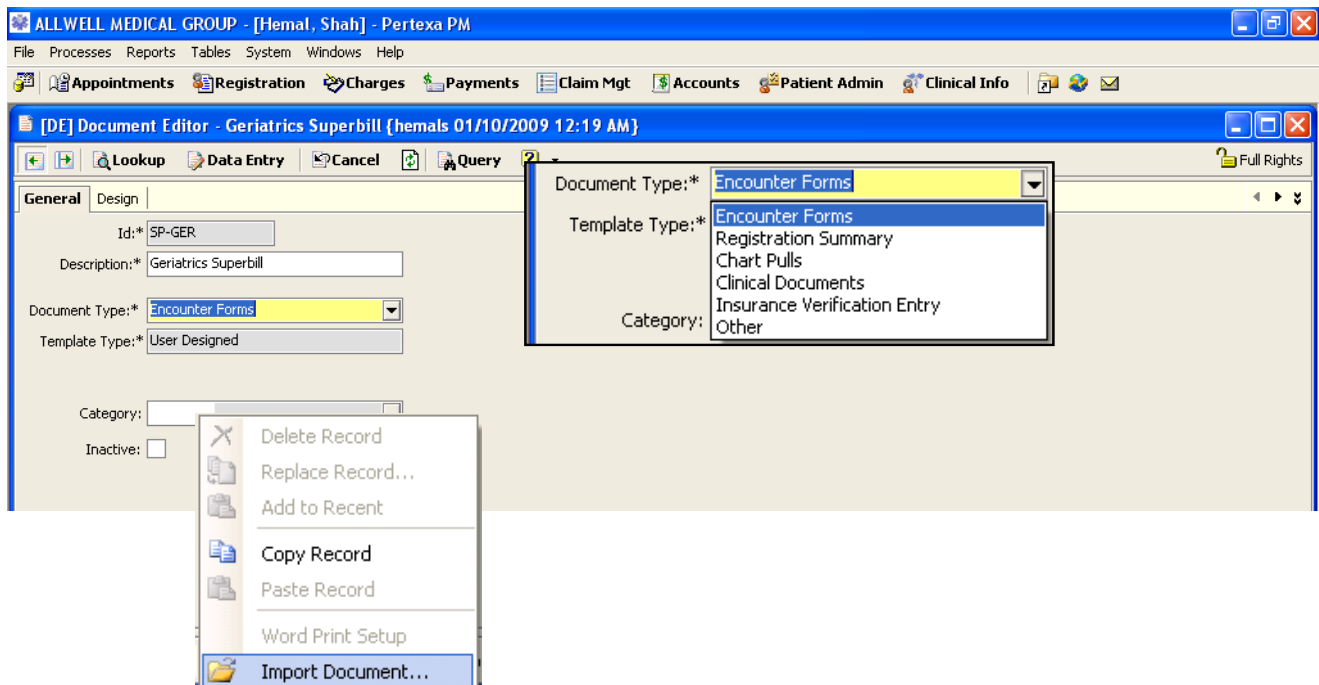 ALLWELL MEDICAL GROUP - [Hemal, Shah] - Pertexa PM
File Processes Reports Tables System Windows Help
Appointments Registration Charges Payments Claim Mgt Accounts Patient Admin Clinical Info
[DE] Document Editor - Geriatrics Superbill {hemals 01/10/2009 12:19 AM}
Lookup Data Entry Cancel Query ? Full Rights
General Design
Id:* SP-GER
Description:* Geriatrics Superbill
Document Type:* Encounter Forms
Template Type:* User Designed
Category:
Inactive:
Document Type:* Encounter Forms
Template Type:* Encounter Forms
Registration Summary
Chart Pulls
Clinical Documents
Insurance Verification Entry
Category: Other
Delete Record
Replace Record...
Add to Recent
Copy Record
Paste Record
Word Print Setup
Import Document...